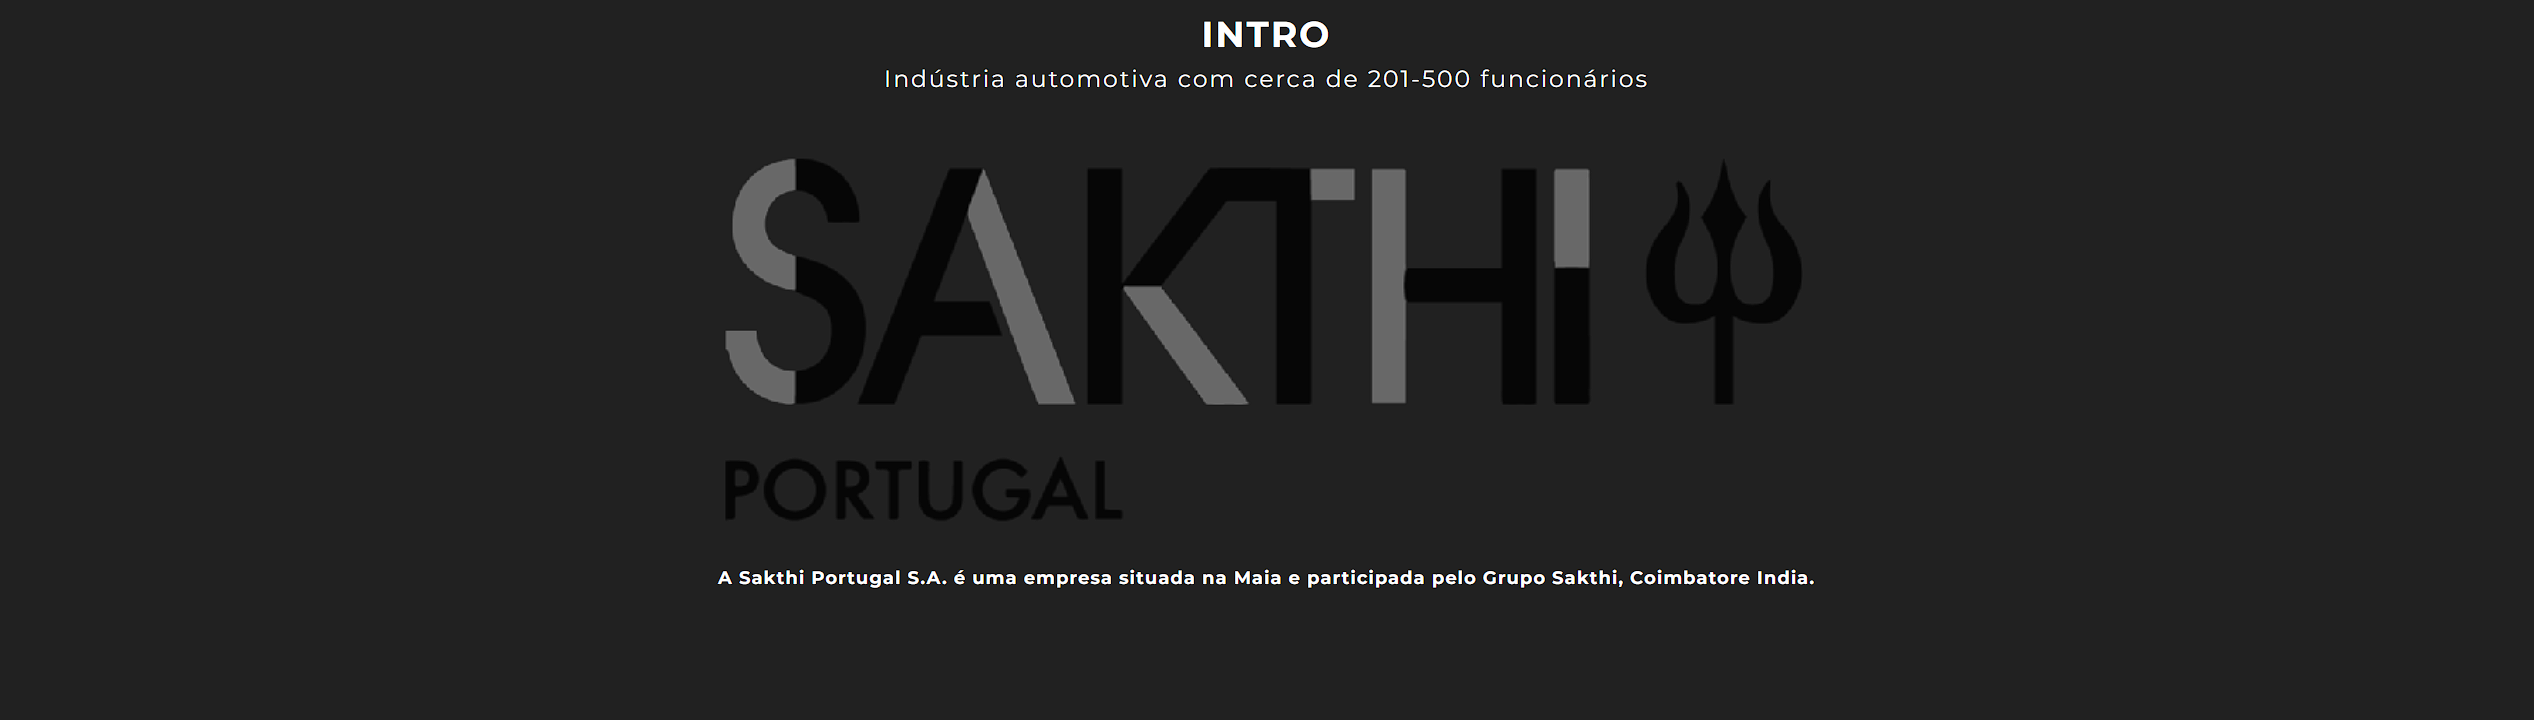 INTRO
Indústria automotiva com cerca de 201-500 funcionários
SAKTHI
PORTUGAL
A Sakthi Portugal S.A. é uma empresa situada na Maia e participada pelo Grupo Sakthi, Coimbatore India.